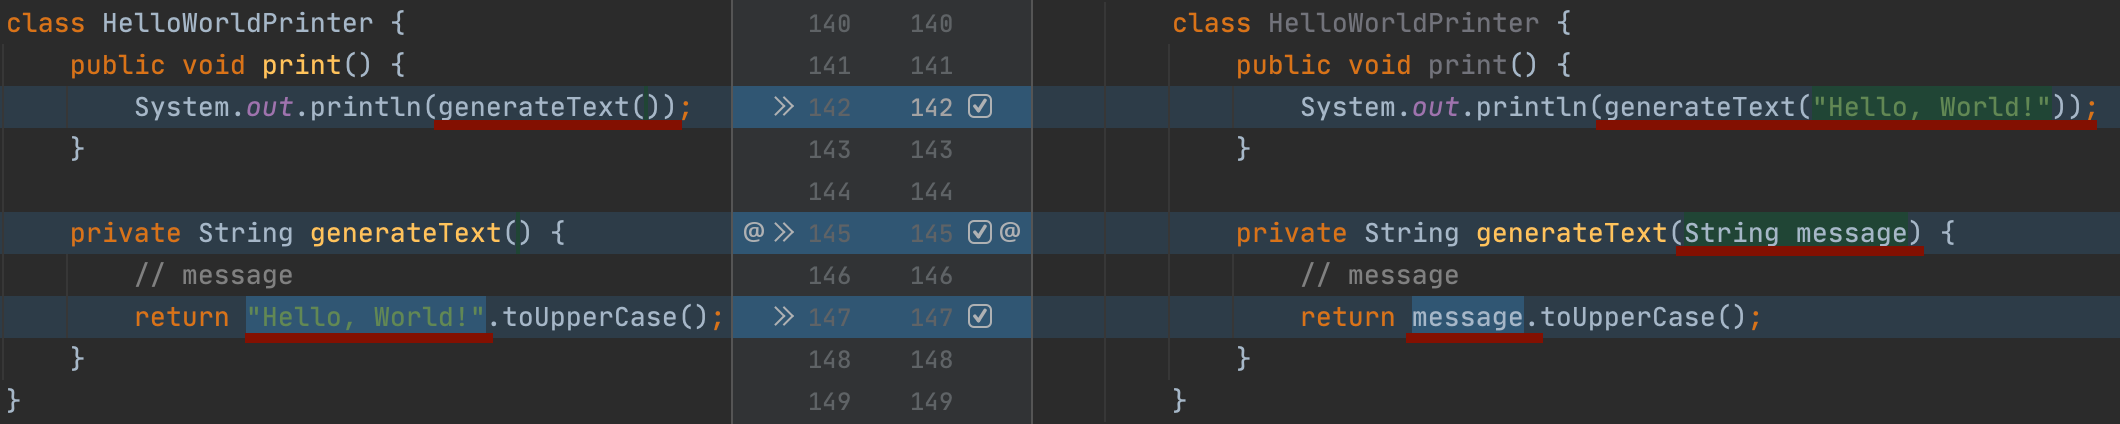 class HelloWorldPrinter {
    public void print() {
        System.out.println(generateText());
    }

    private String generateText() {
        // message
        return "Hello, World!".toUpperCase();
    }
}
140 140
141 141
>> 142 142
143 143
144 144
@ >> 145 145 @
146 146
>> 147 147
148 148
149 149
class HelloWorldPrinter {
    public void print() {
        System.out.println(generateText("Hello, World!"));
    }

    private String generateText(String message) {
        // message
        return message.toUpperCase();
    }
}